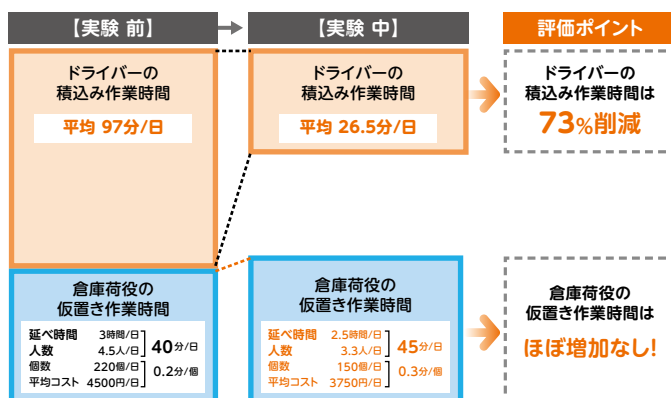 【実験 前】
【実験 中】
評価ポイント
ドライバーの
積込み作業時間
平均 97分/日
ドライバーの
積込み作業時間
平均 26.5分/日
ドライバーの
積込み作業時間は
73%削減
倉庫荷役の
仮置き作業時間
延べ時間 3時間/日
人数 4.5人/日
40分/日
個数 220個/日
平均コスト 4500円/日
0.2分/個
倉庫荷役の
仮置き作業時間
延べ時間 2.5時間/日
人数 3.3人/日
45分/日
個数 150個/日
平均コスト 3750円/日
0.3分/個
倉庫荷役の
仮置き作業時間は
ほぼ増加なし!